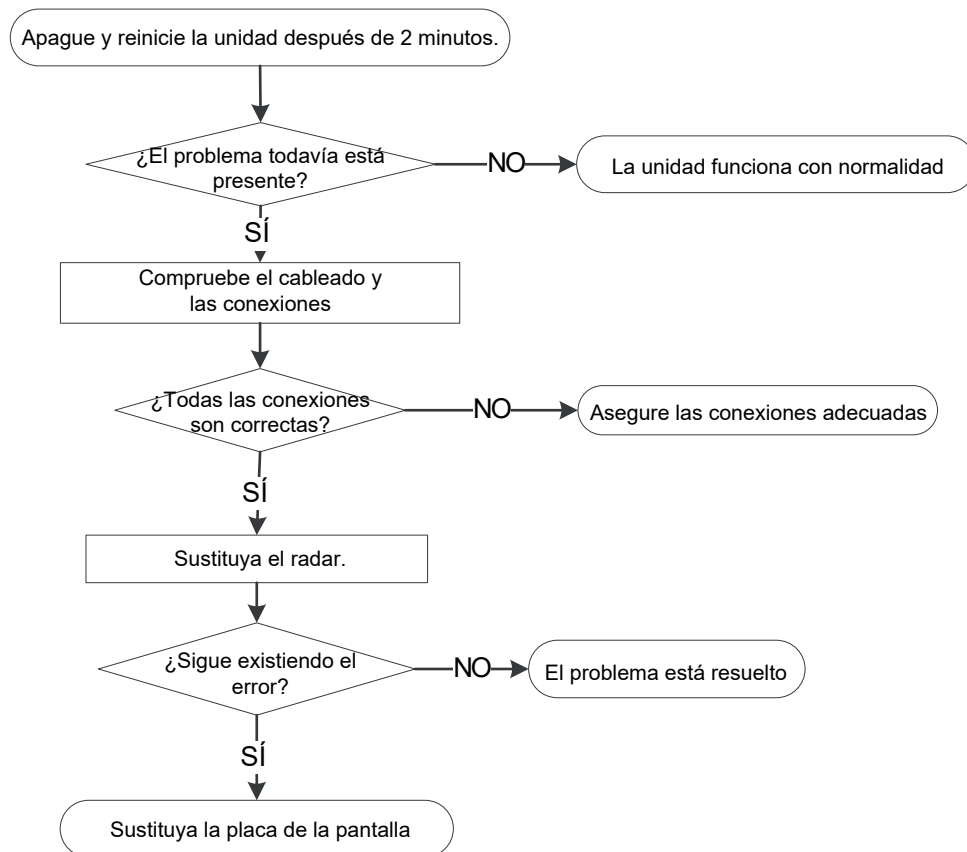 Apague y reinicie la unidad después de 2 minutos.
¿El problema todavía está
presente?
NO
La unidad funciona con normalidad
SÍ
Compruebe el cableado y
las conexiones
¿Todas las conexiones
son correctas?
NO
Asegure las conexiones adecuadas
SÍ
Sustituya el radar.
¿Sigue existiendo el
error?
NO
El problema está resuelto
SÍ
Sustituya la placa de la pantalla